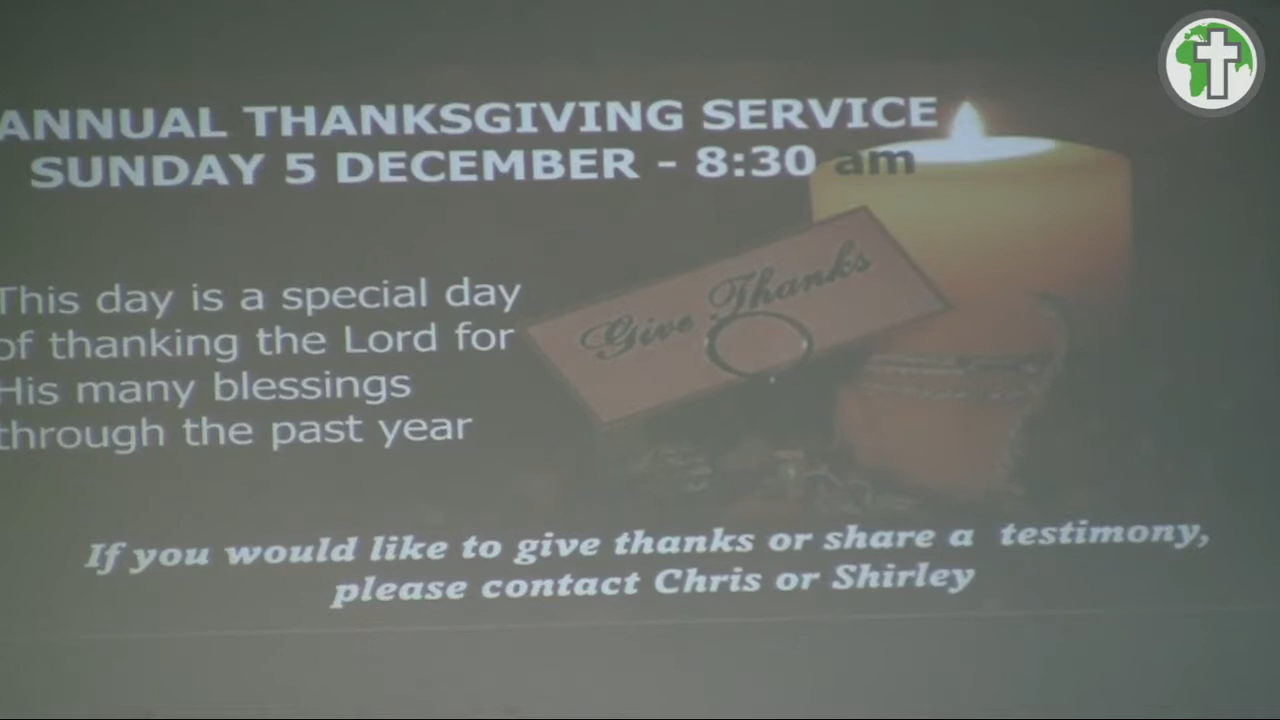 ANNUAL THANKSGIVING SERVICE
SUNDAY 5 DECEMBER - 8:30 am
This day is a special day
of thanking the Lord for
His many blessings
through the past year
Give Thanks
If you would like to give thanks or share a testimony,
please contact Chris or Shirley